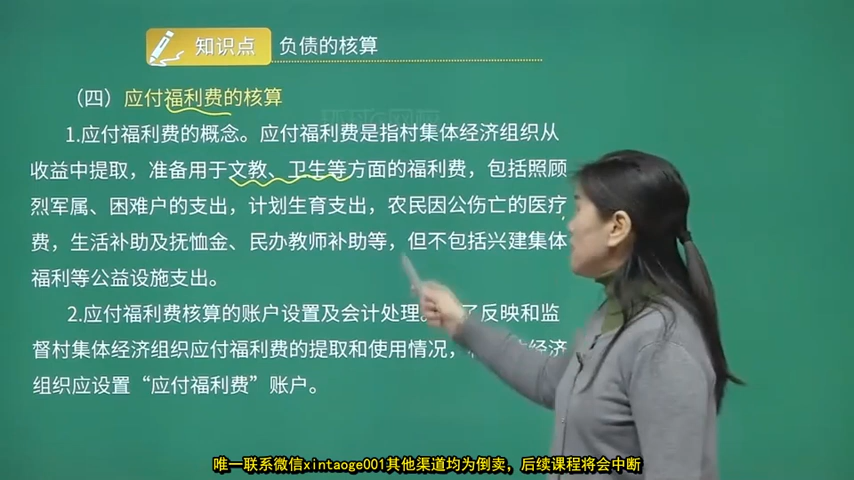 知识点 负债的核算
（四）应付福利费的核算
1.应付福利费的概念。应付福利费是指村集体经济组织从
收益中提取，准备用于文教、卫生等方面的福利费，包括照顾
烈军属、困难户的支出，计划生育支出，农民因公伤亡的医疗
费，生活补助及抚恤金、民办教师补助等，但不包括兴建集体
福利等公益设施支出。
2.应付福利费核算的账户设置及会计处理。 了反映和监
督村集体经济组织应付福利费的提取和使用情况， 经济
组织应设置“应付福利费”账户。
唯一联系微信xintaoge001其他渠道均为倒卖，后续课程将会中断